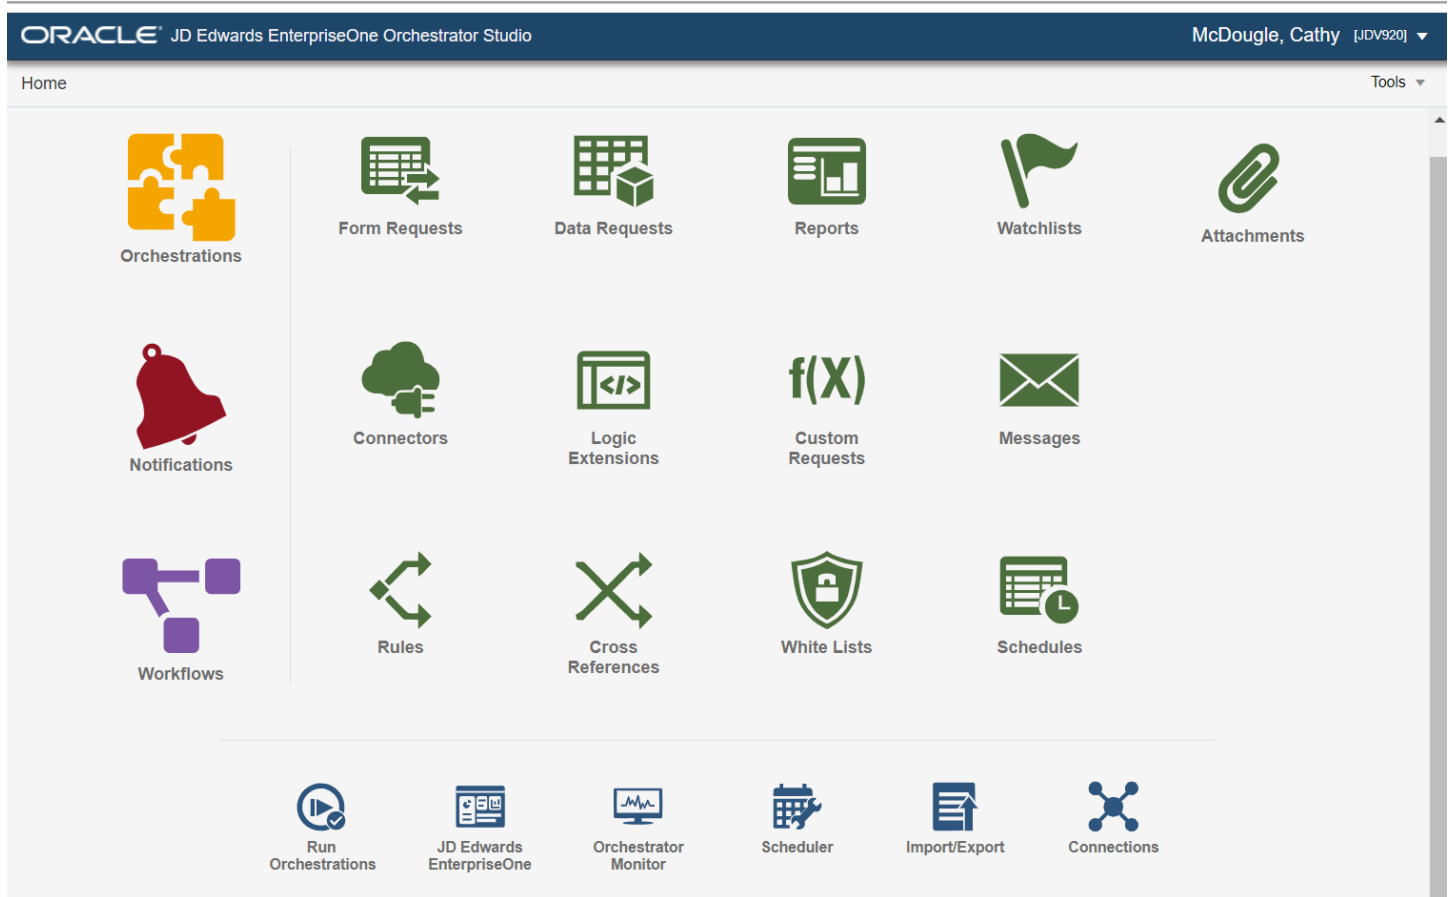 ORACLE JD Edwards EnterpriseOne Orchestrator Studio
McDougle, Cathy [JDV920]
Home
Tools
Orchestrations
Form Requests
Data Requests
Reports
Watchlists
Attachments
Notifications
Connectors
</>
Logic
Extensions
f(X)
Custom
Requests
Messages
Workflows
Rules
Cross
References
White Lists
Schedules
Run
Orchestrations
JD Edwards
EnterpriseOne
Orchestrator
Monitor
Scheduler
Import/Export
Connections